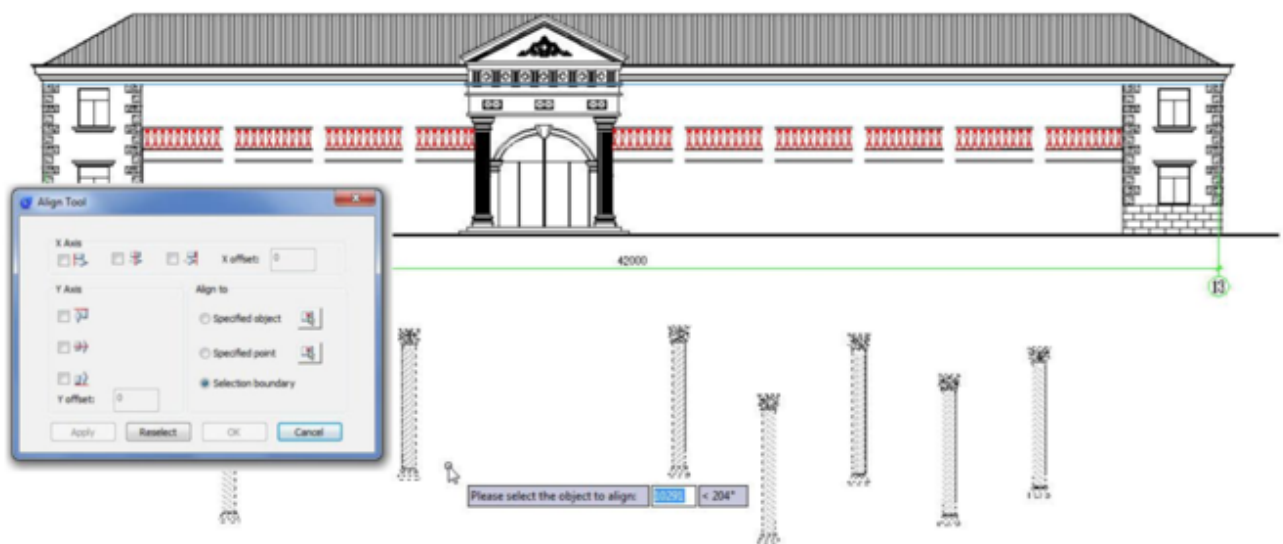 Align Tool
X Axis
X offset: 0
Y Axis
Align to
Specified object
Specified point
Selection boundary
Y offset: 0
Apply Reselect OK Cancel
42000
13
Please select the object to align: < 204°